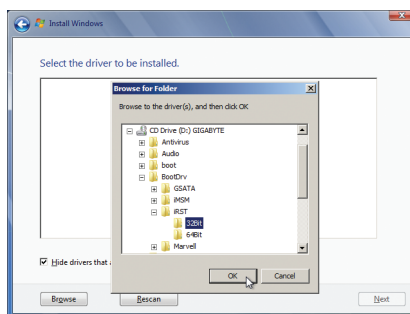 Install Windows
Select the driver to be installed.
Browse for Folder
Browse to the driver(s), and then click OK
CD Drive (D:) GIGABYTE
Antivirus
Audio
boot
BootDrv
GSATA
iMSM
iRST
32Bit
64Bit
Marvell
Hide drivers that
OK
Cancel
Browse
Rescan
Next